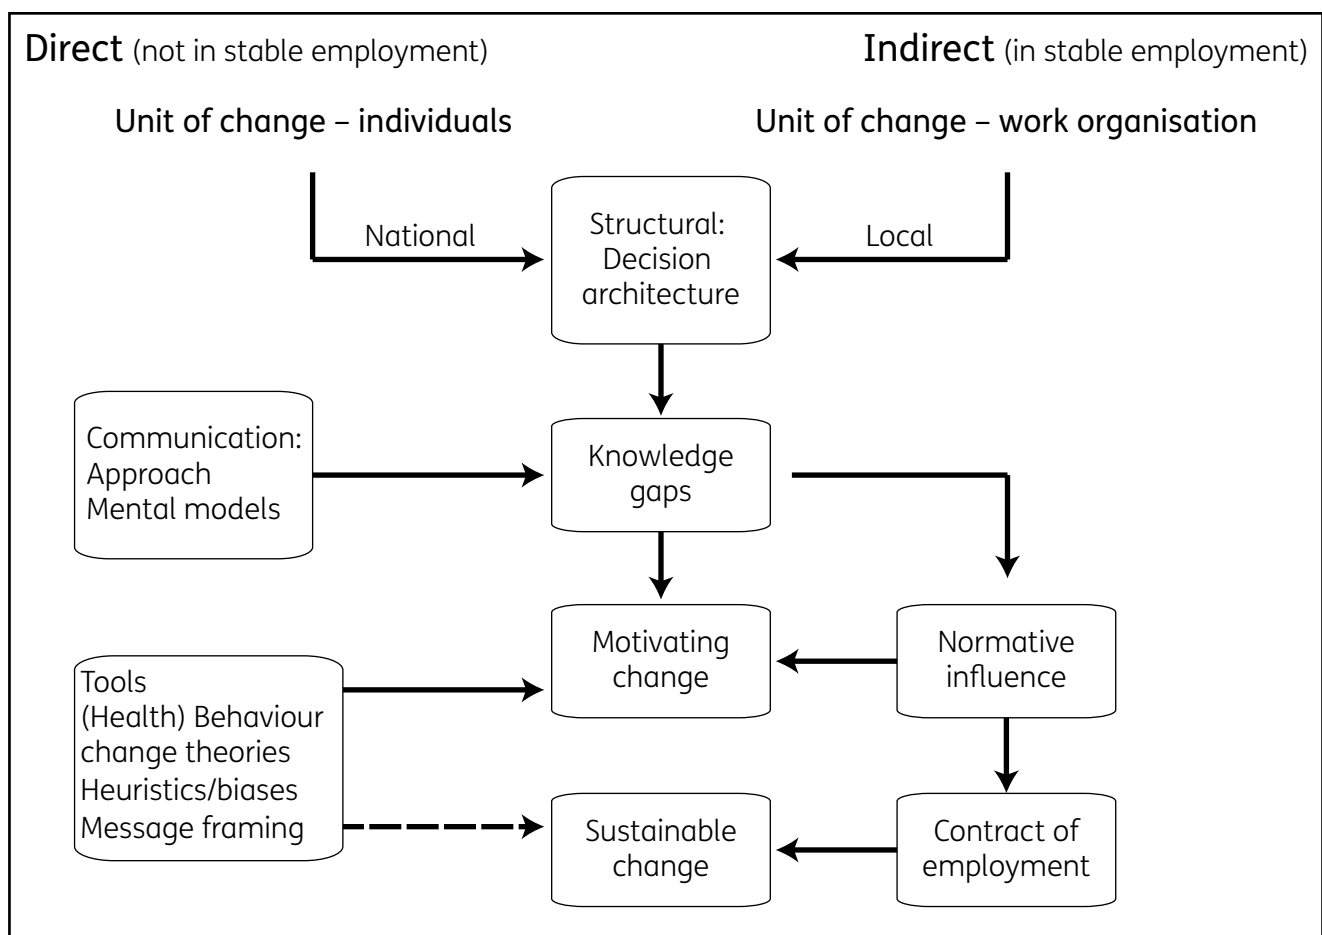 Direct (not in stable employment)
Indirect (in stable employment)
Unit of change – individuals
Unit of change – work organisation
National
Structural:
Decision
architecture
Local
Communication:
Approach
Mental models
Knowledge
gaps
Motivating
change
Normative
influence
Tools
(Health) Behaviour
change theories
Heuristics/biases
Message framing
Sustainable
change
Contract of
employment